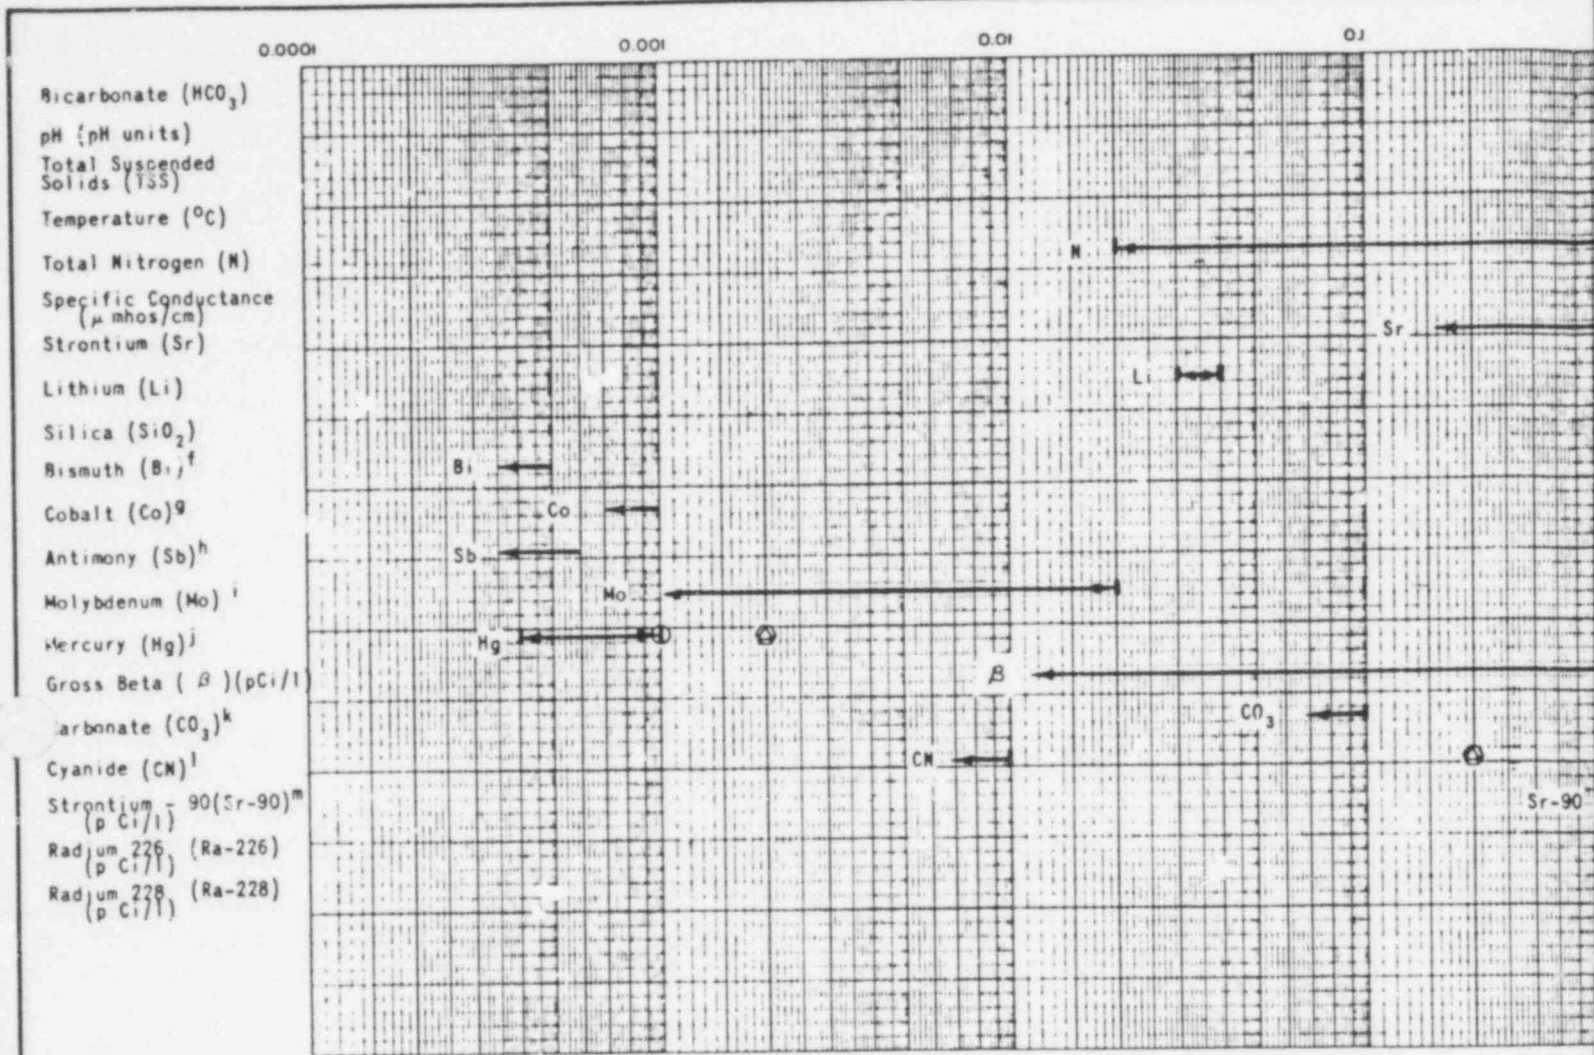 0.0001 0.001 0.01 0.1
Bicarbonate (HCO3)
pH (pH units)
Total Suspended
Solids (TSS)
Temperature (°C)
Total Nitrogen (N)
N
Specific Conductance
(μ mhos/cm)
Strontium (Sr)
Sr
Lithium (Li)
Li
Silica (SiO2)
Bismuth (Bi)f
Bi
Cobalt (Co)g
Co
Antimony (Sb)h
Sb
Molybdenum (Mo) i
Mo
Mercury (Hg)j
Hg
Gross Beta ( β )(pCi/l)
β
arbonate (CO3)k
CO3
Cyanide (CN)l
CN
Strontium - 90(Sr-90)m
(p Ci/l)
Sr-90
Radium 226 (Ra-226)
(p Ci/l)
Radium 228 (Ra-228)
(p Ci/l)